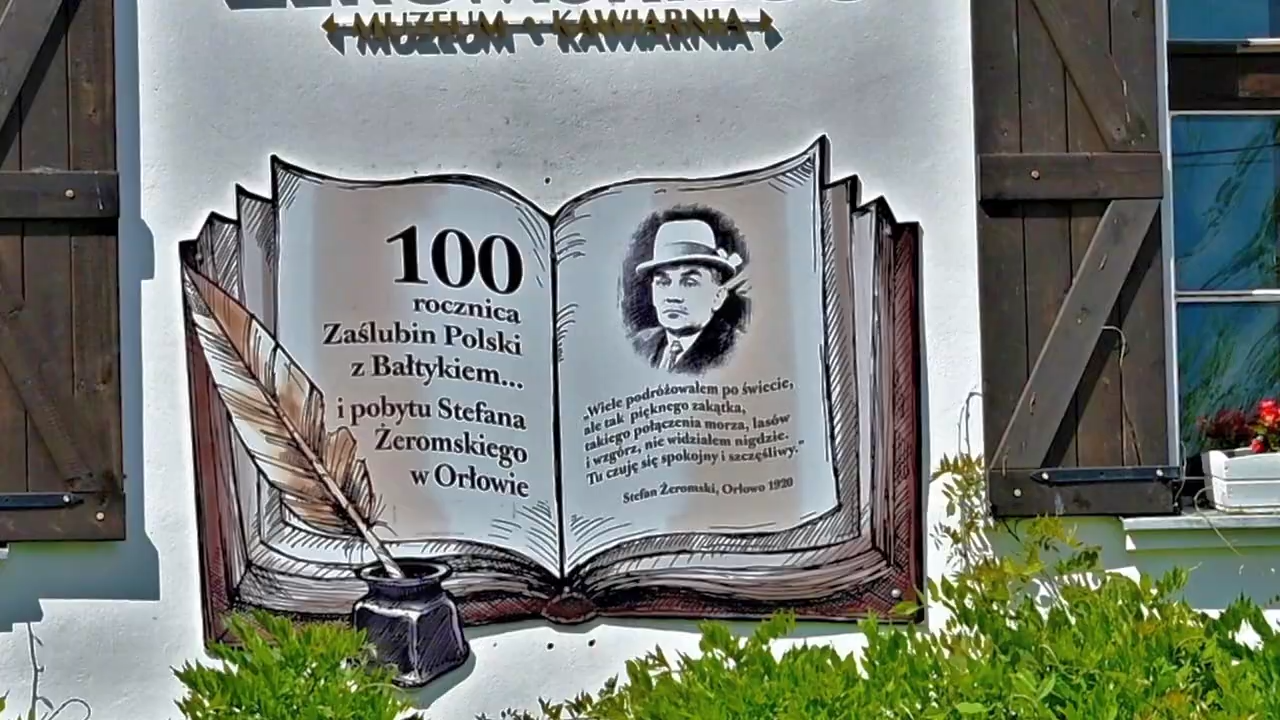 MUZEUM • KAWIARNIA
100
rocznica
Zaślubin Polski
z Bałtykiem...
i pobytu Stefana
Żeromskiego
w Orłowie
„Wiele podróżowałem po świecie,
ale tak pięknego zakątka,
takiego połączenia morza, lasów
i wzgórz, nie widziałem nigdzie.
Tu czuję się spokojny i szczęśliwy."
Stefan Żeromski, Orłowo 1920